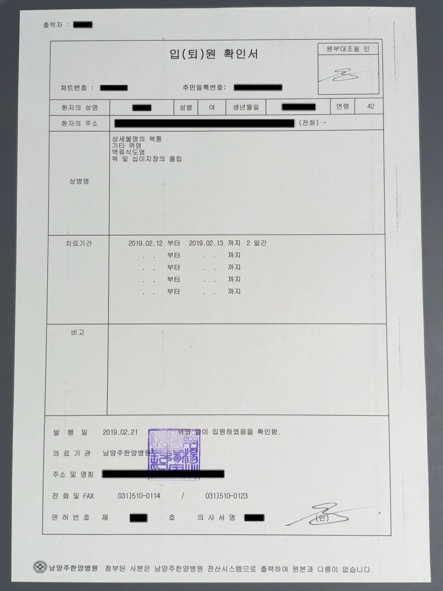 출력자 :
입(퇴)원 확인서
원부대조필 인
챠트번호 :
주민등록번호:
환자의 성명 성별 여 생년월일 연령 42
환자의 주소 (전화) -
상병명
상세불명의 복통
기타 위염
역류식도염
위 및 십이지장의 폴립
치료기간 2019.02.12 부터 2019.02.13 까지 2 일간
. . 부터 . . 까지
. . 부터 . . 까지
. . 부터 . . 까지
. . 부터 . . 까지
비고
발 행 일 2019.02.21 위와 같이 입원하였음을 확인함.
의 료 기 관 남양주한양병원
주소 및 명칭
전 화 및 FAX 031)510-0114 / 031)510-0123
면 허 번 호 제 호 의 사 서 명 (인)
남양주한양병원 첨부된 사본은 남양주한양병원 전산시스템으로 출력하여 원본과 다름이 없습니다.